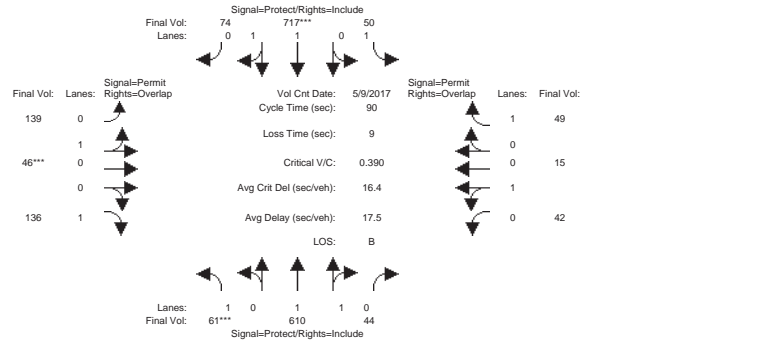 Signal=Protect/Rights=Include
Final Vol: 74 717*** 50
Lanes: 0 1 1 0 1
Signal=Permit
Final Vol: Lanes: Rights=Overlap
Vol Cnt Date: 5/9/2017
Signal=Permit
Rights=Overlap Lanes: Final Vol:
Cycle Time (sec): 90
139 0
1 49
Loss Time (sec): 9
1
0
46*** 0
Critical V/C: 0.390
0 15
0
Avg Crit Del (sec/veh): 16.4
1
136 1
Avg Delay (sec/veh): 17.5
0 42
LOS: B
Lanes: 1 0 1 1 0
Final Vol: 61*** 610 44
Signal=Protect/Rights=Include